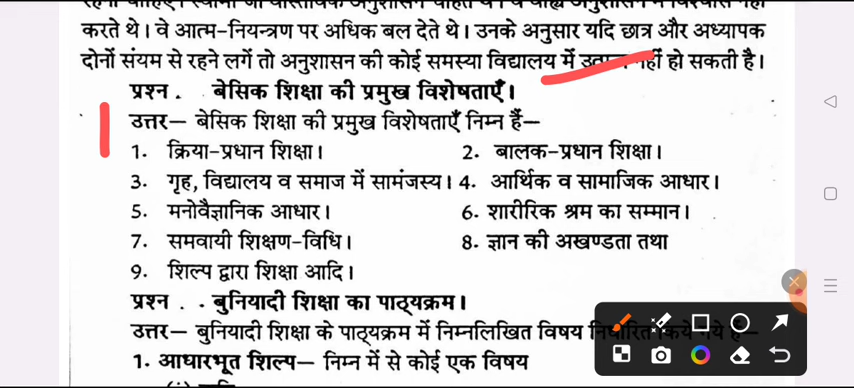 करते थे। वे आत्म-नियन्त्रण पर अधिक बल देते थे। उनके अनुसार यदि छात्र और अध्यापक
दोनों संयम से रहने लगें तो अनुशासन की कोई समस्या विद्यालय में नहीं हो सकती है।
प्रश्न . बेसिक शिक्षा की प्रमुख विशेषताएँ।
उत्तर— बेसिक शिक्षा की प्रमुख विशेषताएँ निम्न हैं—
1. क्रिया-प्रधान शिक्षा। 2. बालक-प्रधान शिक्षा।
3. गृह, विद्यालय व समाज में सामंजस्य। 4. आर्थिक व सामाजिक आधार।
5. मनोवैज्ञानिक आधार। 6. शारीरिक श्रम का सम्मान।
7. समवायी शिक्षण-विधि। 8. ज्ञान की अखण्डता तथा
9. शिल्प द्वारा शिक्षा आदि।
प्रश्न . . बुनियादी शिक्षा का पाठ्यक्रम।
उत्तर— बुनियादी शिक्षा के पाठ्यक्रम में निम्नलिखित विषय
1. आधारभूत शिल्प— निम्न में से कोई एक विषय